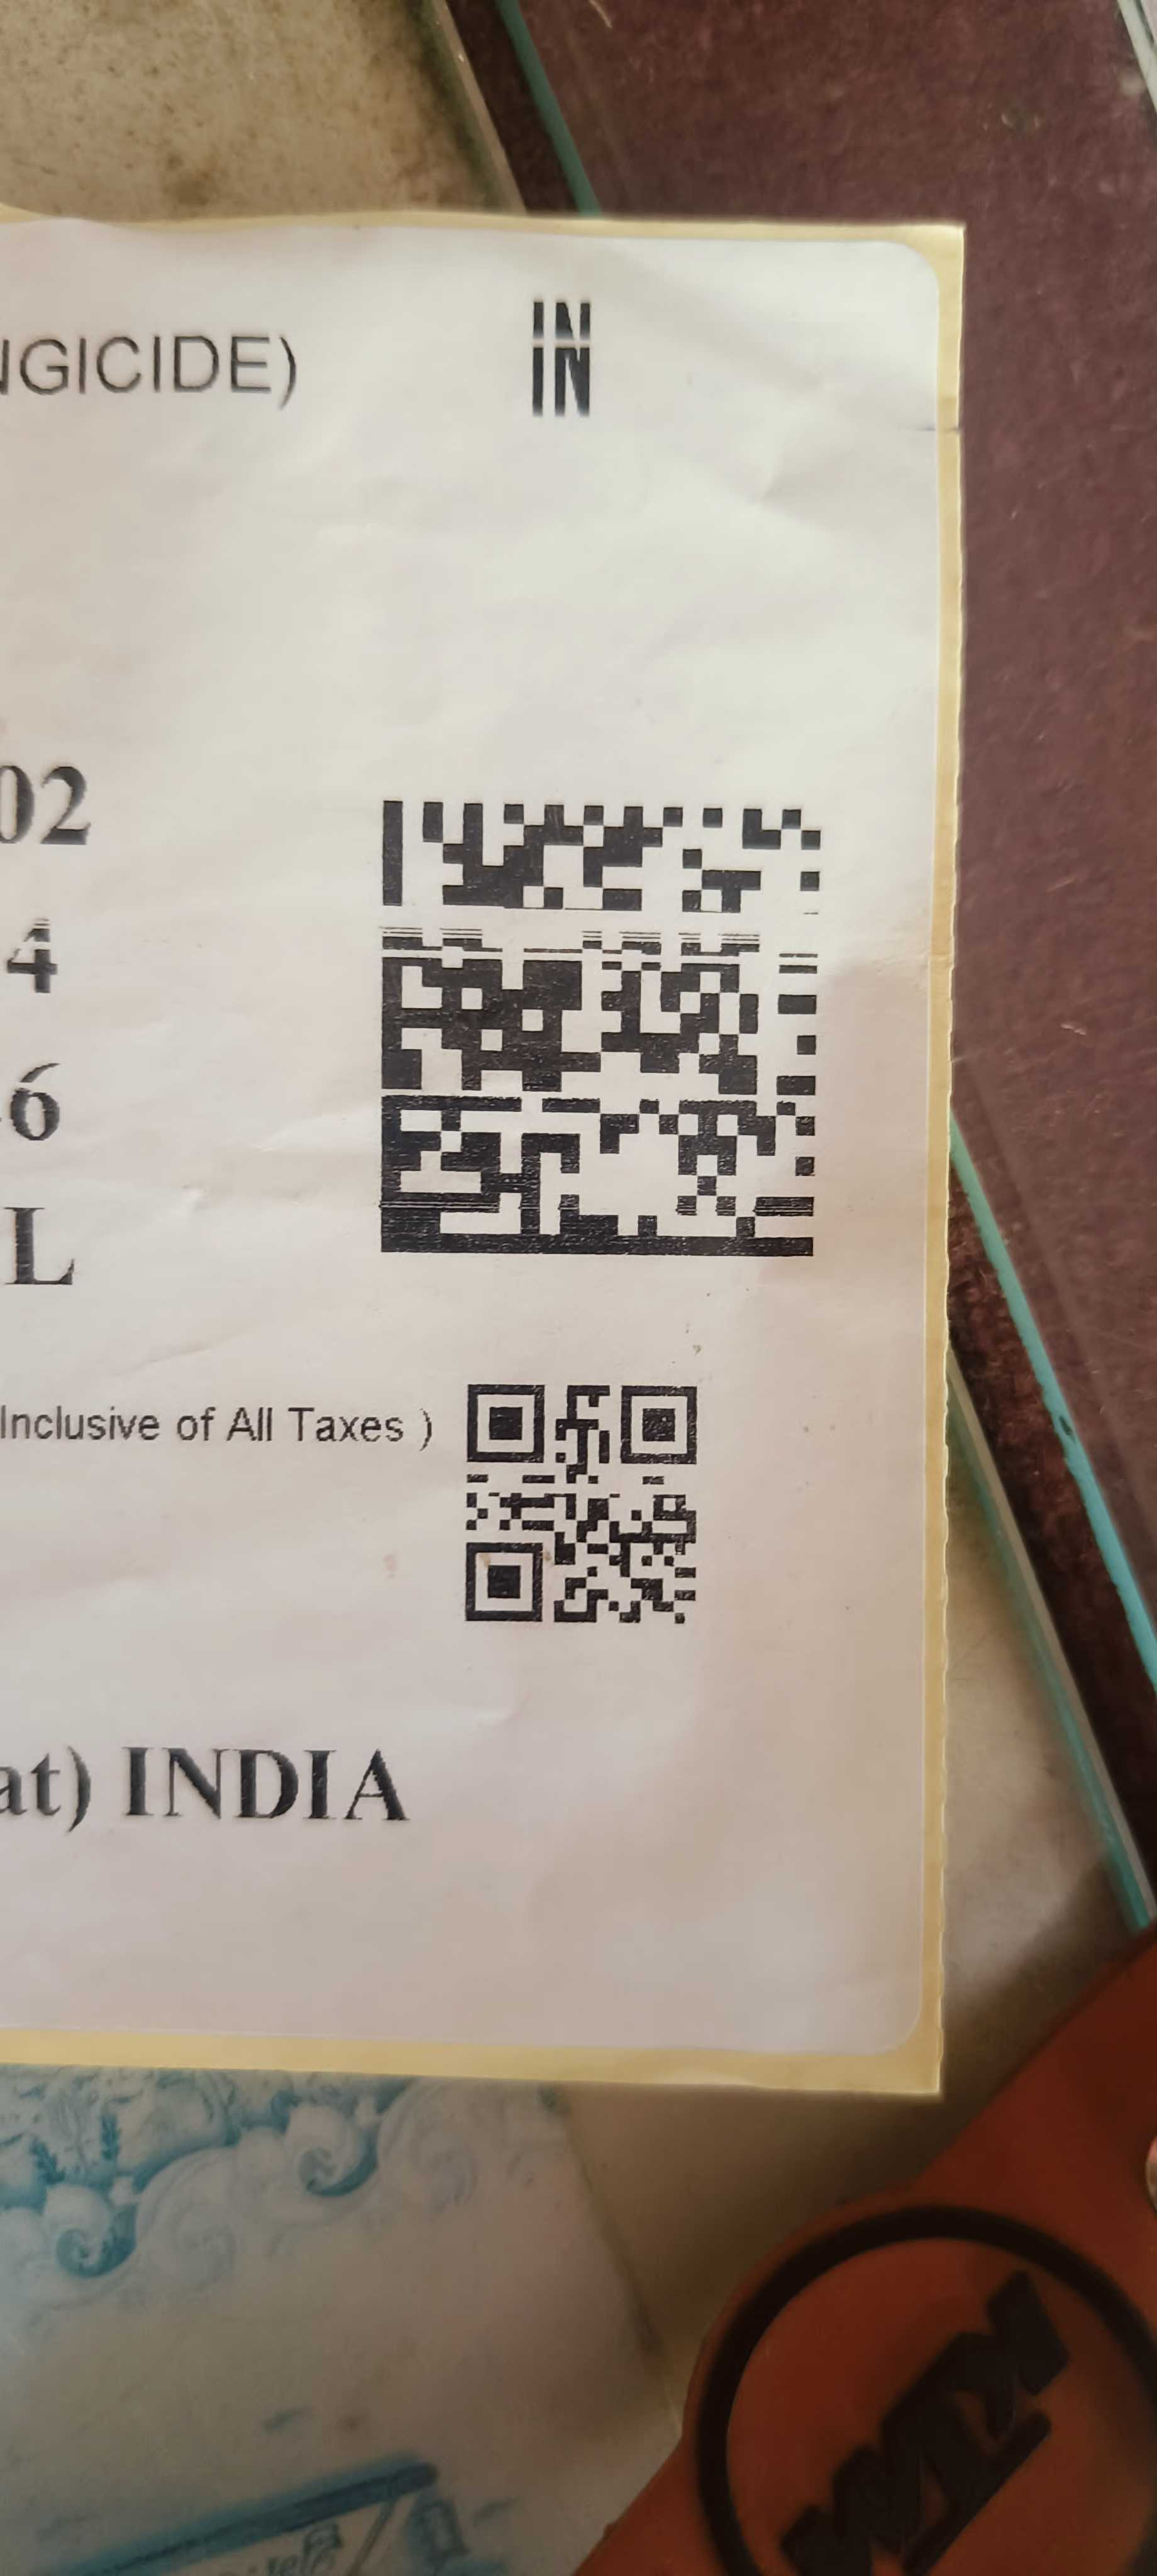 NGICIDE)
IN
IN
02
4
6
L
Inclusive of All Taxes )
at) INDIA